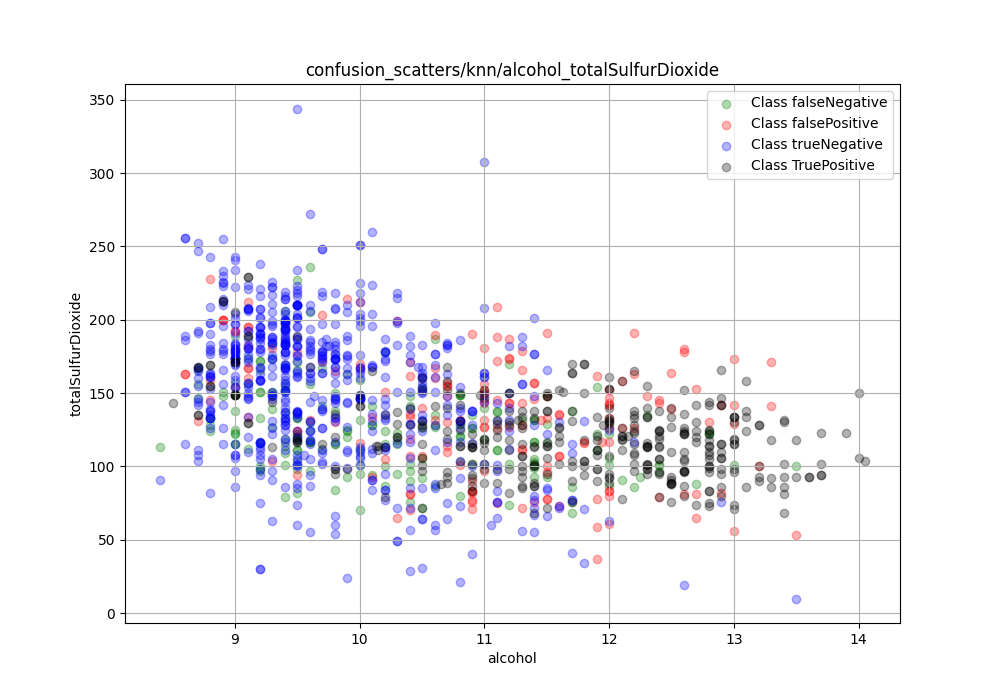 confusion_scatters/knn/alcohol_totalSulfurDioxide
350
300
250
200
150
100
50
0
totalSulfurDioxide
Class falseNegative
Class falsePositive
Class trueNegative
Class TruePositive
9 10 11 12 13 14
alcohol